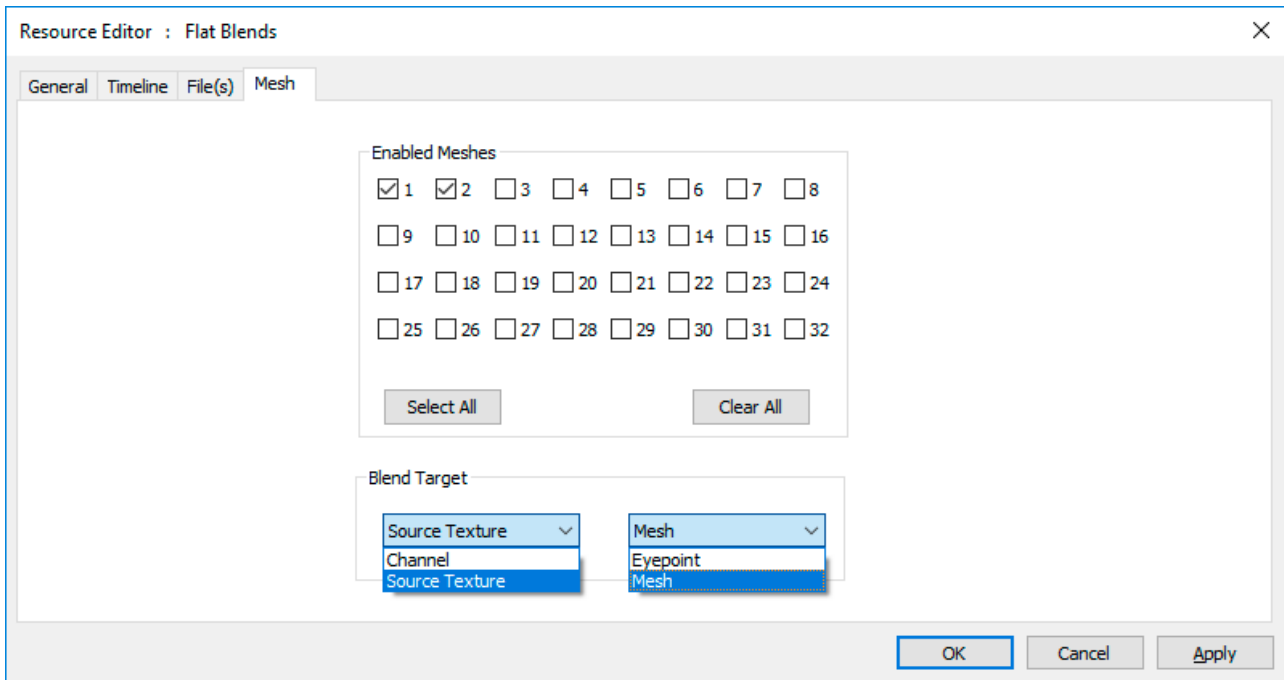 Resource Editor : Flat Blends
General Timeline File(s) Mesh
Enabled Meshes
1 2 3 4 5 6 7 8
9 10 11 12 13 14 15 16
17 18 19 20 21 22 23 24
25 26 27 28 29 30 31 32
Select All Clear All
Blend Target
Source Texture Mesh
Channel Eyepoint
Source Texture Mesh
OK Cancel Apply